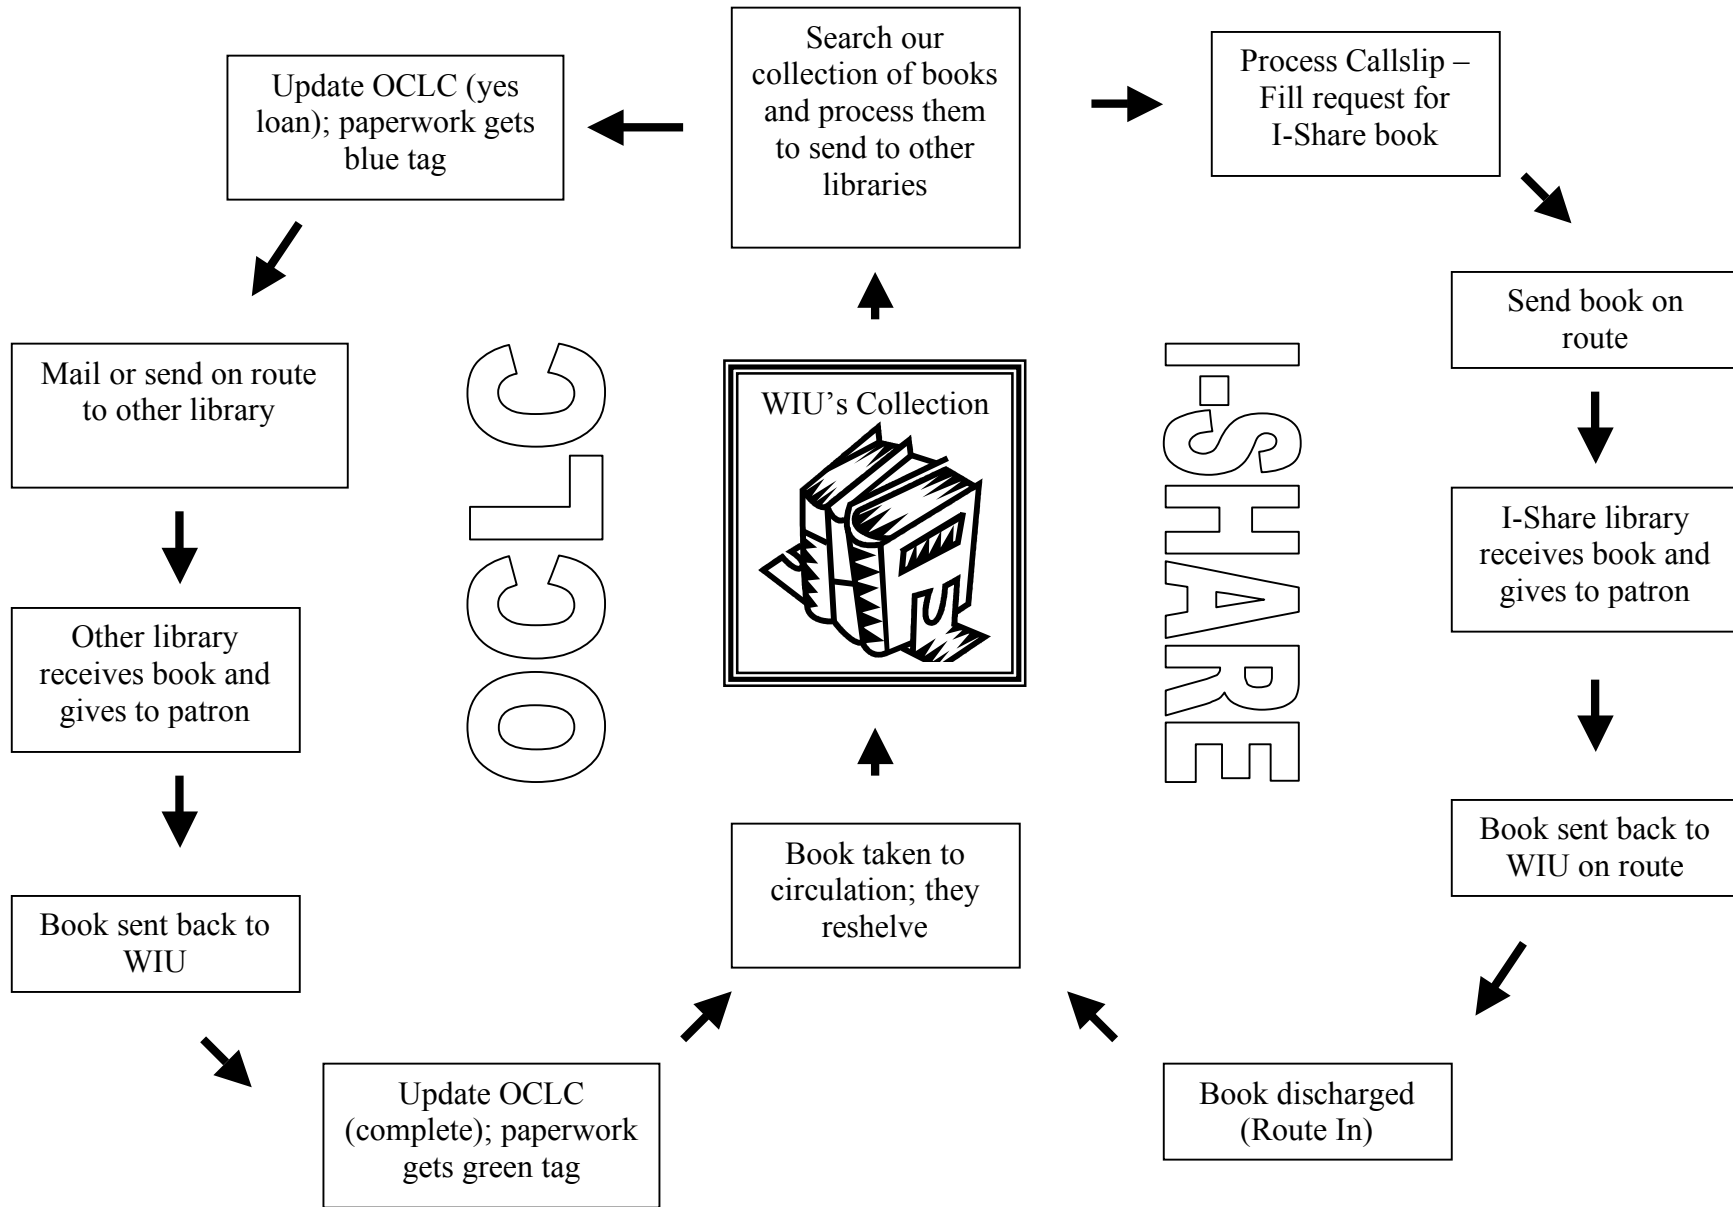 Search our
collection of books
and process them
to send to other
libraries
Update OCLC (yes
loan); paperwork gets
blue tag
Mail or send on route
to other library
Other library
receives book and
gives to patron
Book sent back to
WIU
Update OCLC
(complete); paperwork
gets green tag
OCLC
WIU’s Collection
Book taken to
circulation; they
reshelve
I-SHARE
Process Callslip –
Fill request for
I-Share book
Send book on
route
I-Share library
receives book and
gives to patron
Book sent back to
WIU on route
Book discharged
(Route In)